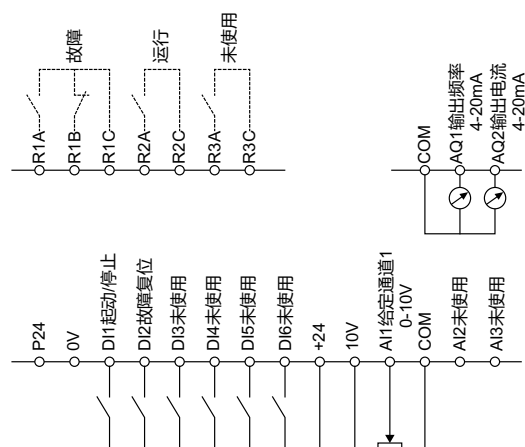 故障
运行
未使用
R1A
R1B
R1C
R2A
R2C
R3A
R3C
COM
AQ1输出频率
4-20mA
AQ2输出电流
4-20mA
P24
0V
DI1起动/停止
DI2故障复位
DI3未使用
DI4未使用
DI5未使用
DI6未使用
+24
10V
AI1给定通道1
0-10V
COM
AI2未使用
AI3未使用